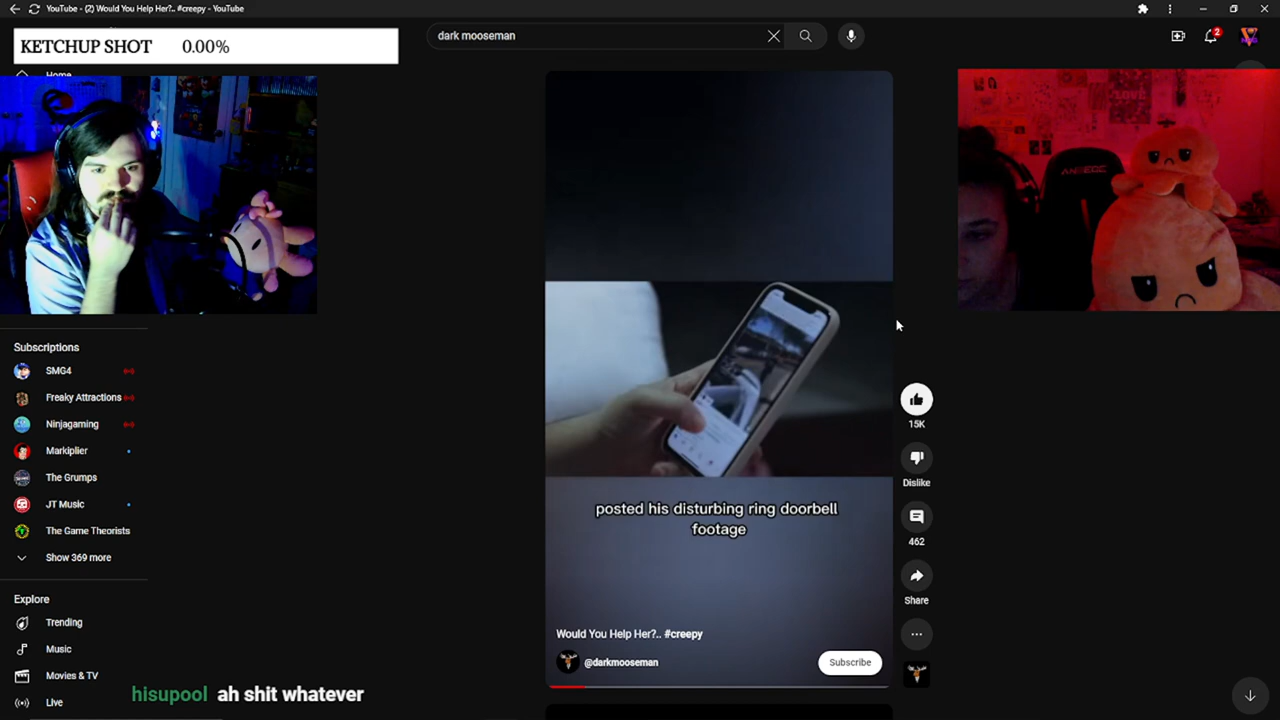 YouTube - (2) Would You Help Her?.. #creepy - YouTube
KETCHUP SHOT 0.00%
dark mooseman
2
Home
LOVE
Subscriptions
SMG4
Freaky Attractions
Ninjagaming
Markiplier
The Grumps
JT Music
The Game Theorists
Show 369 more
Explore
Trending
Music
Movies & TV
Live
posted his disturbing ring doorbell
footage
Would You Help Her?.. #creepy
@darkmooseman
Subscribe
15K
Dislike
462
Share
hisupool ah shit whatever